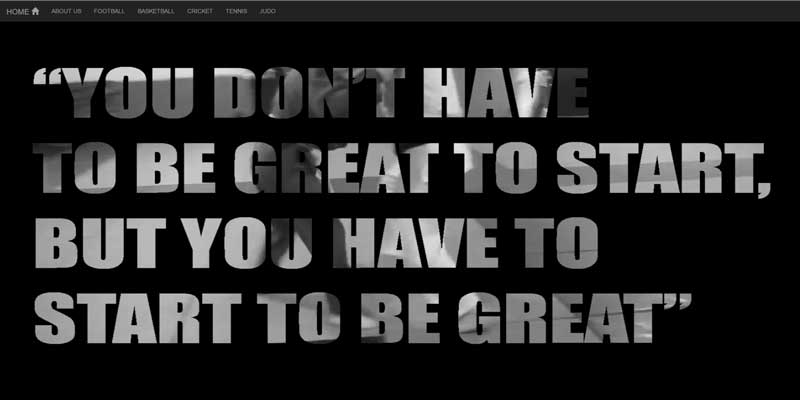 HOME ABOUT US FOOTBALL BASKETBALL CRICKET TENNIS JUDO
“YOU DON'T HAVE
TO BE GREAT TO START,
BUT YOU HAVE TO
START TO BE GREAT”